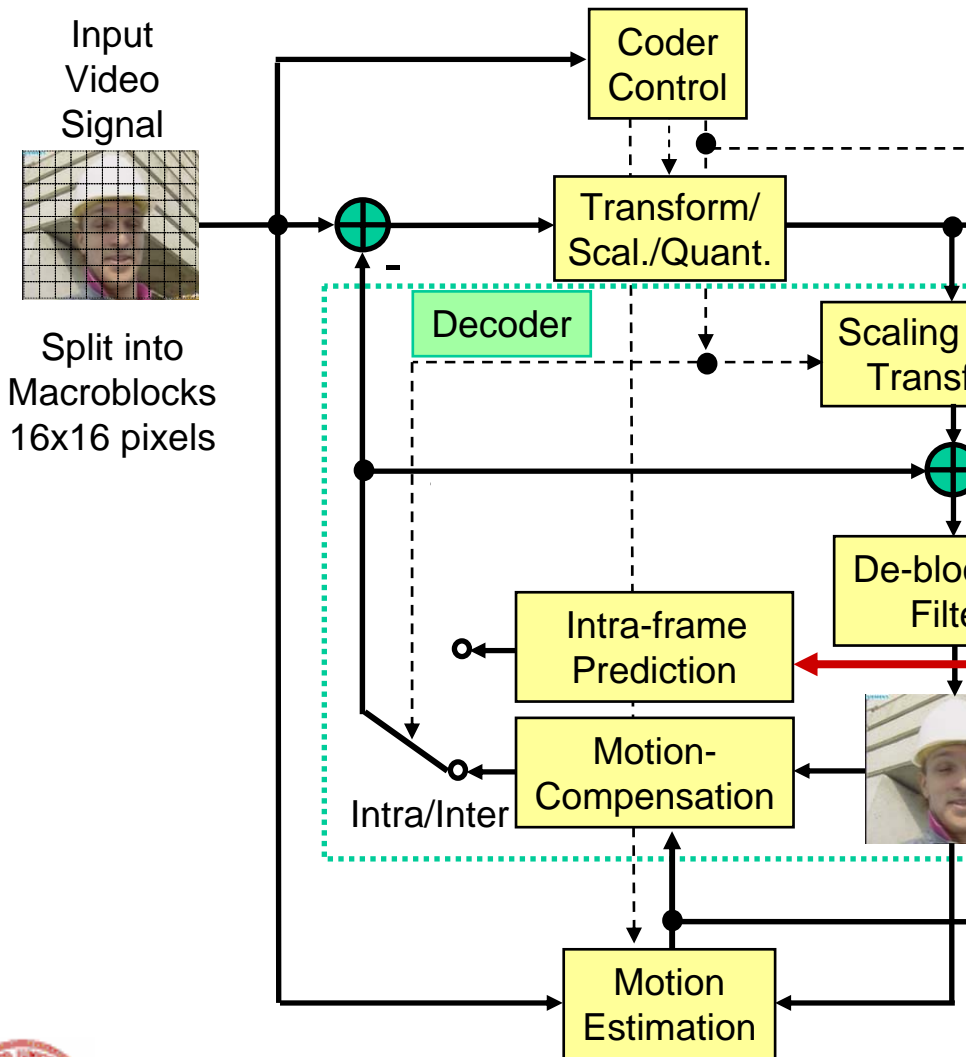 Input
Video
Signal
Coder
Control
Transform/
Scal./Quant.
-
Decoder
Scaling
Split into
Macroblocks
16x16 pixels
Intra-frame
Prediction
Motion-
Compensation
Intra/Inter
Motion
Estimation